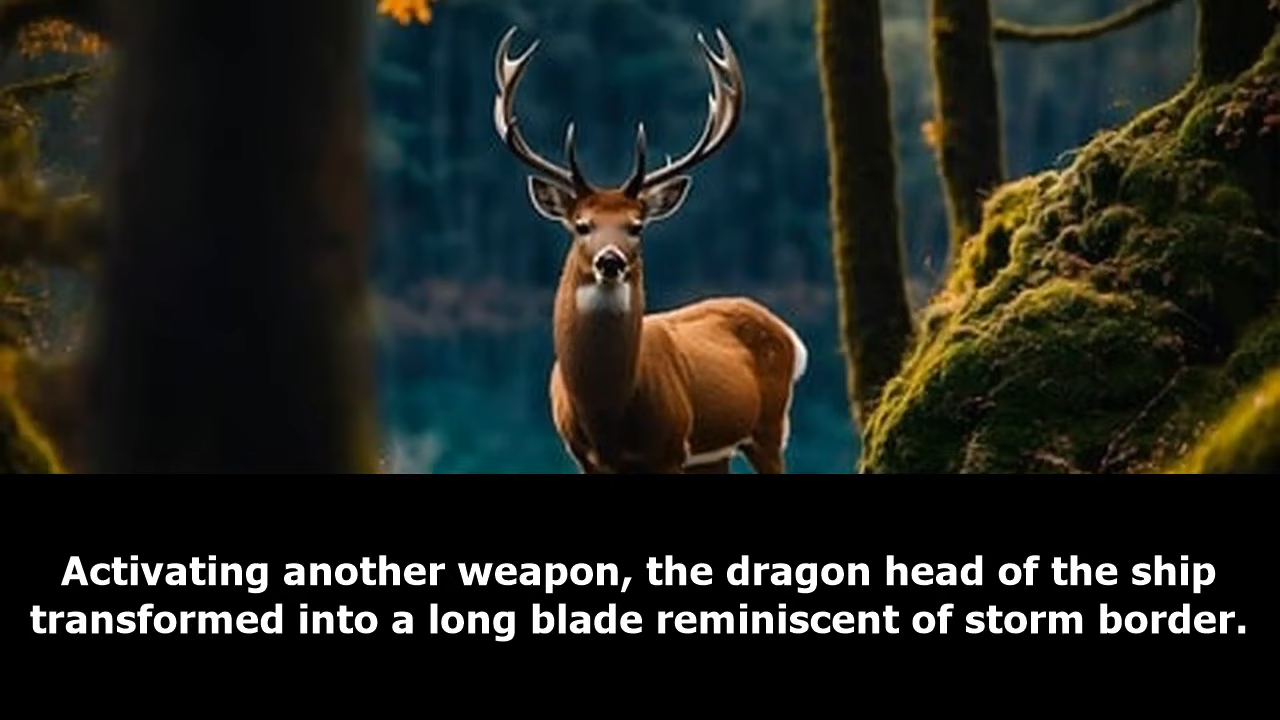 Activating another weapon, the dragon head of the ship
transformed into a long blade reminiscent of storm border.